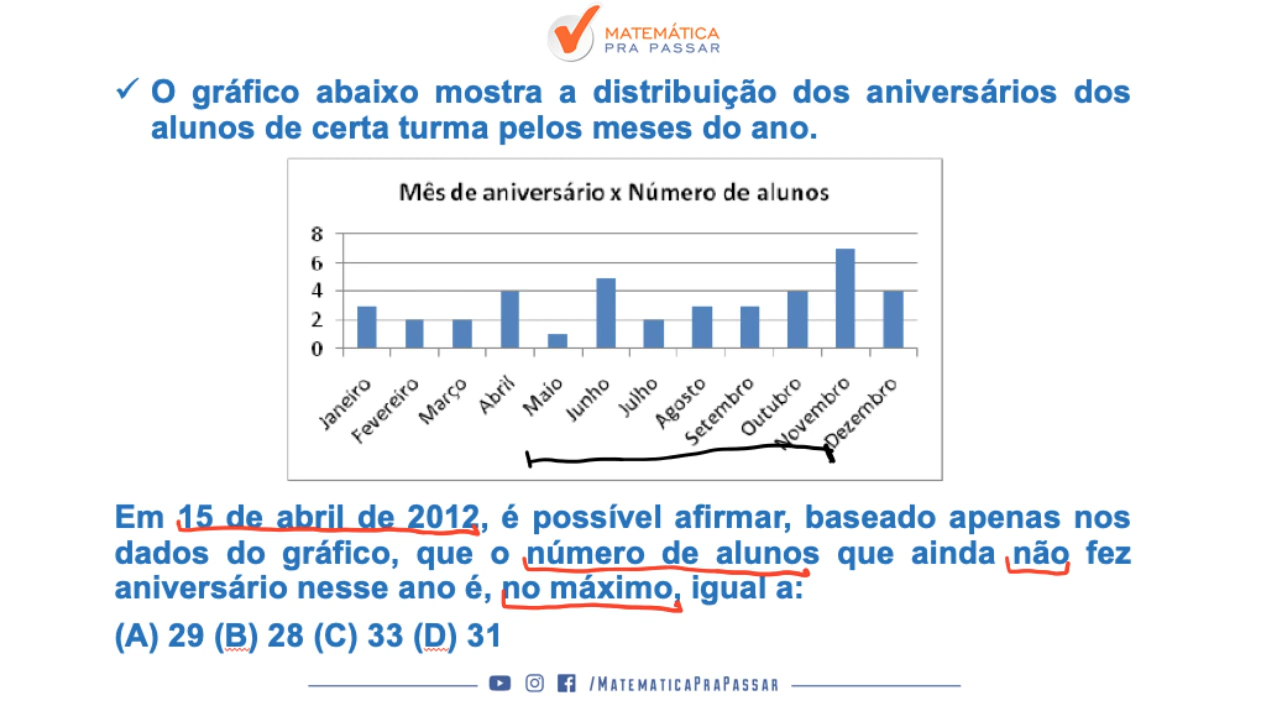 MATEMÁTICA
PRA PASSAR
✓ O gráfico abaixo mostra a distribuição dos aniversários dos
alunos de certa turma pelos meses do ano.
Mês de aniversário x Número de alunos
8
6
4
2
0
Janeiro
Fevereiro
Março
Abril
Maio
Junho
Julho
Agosto
Setembro
Outubro
Novembro
Dezembro
Em 15 de abril de 2012, é possível afirmar, baseado apenas nos
dados do gráfico, que o número de alunos que ainda não fez
aniversário nesse ano é, no máximo, igual a:
(A) 29 (B) 28 (C) 33 (D) 31
/MATEMATICAPRAPASSAR